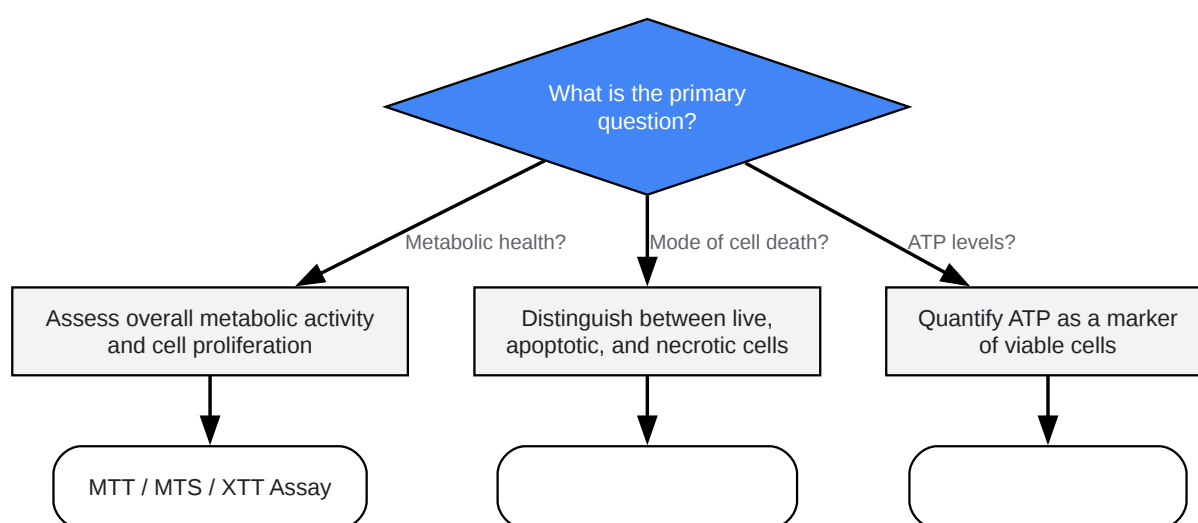 What is the primary
question?
Metabolic health?
Mode of cell death?
ATP levels?
Assess overall metabolic activity
and cell proliferation
Distinguish between live,
apoptotic, and necrotic cells
Quantify ATP as a marker
of viable cells
MTT / MTS / XTT Assay